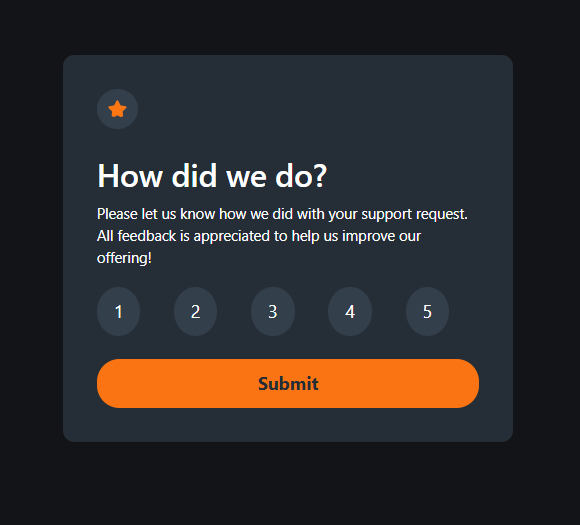 How did we do?
Please let us know how we did with your support request.
All feedback is appreciated to help us improve our
offering!
1 2 3 4 5
Submit